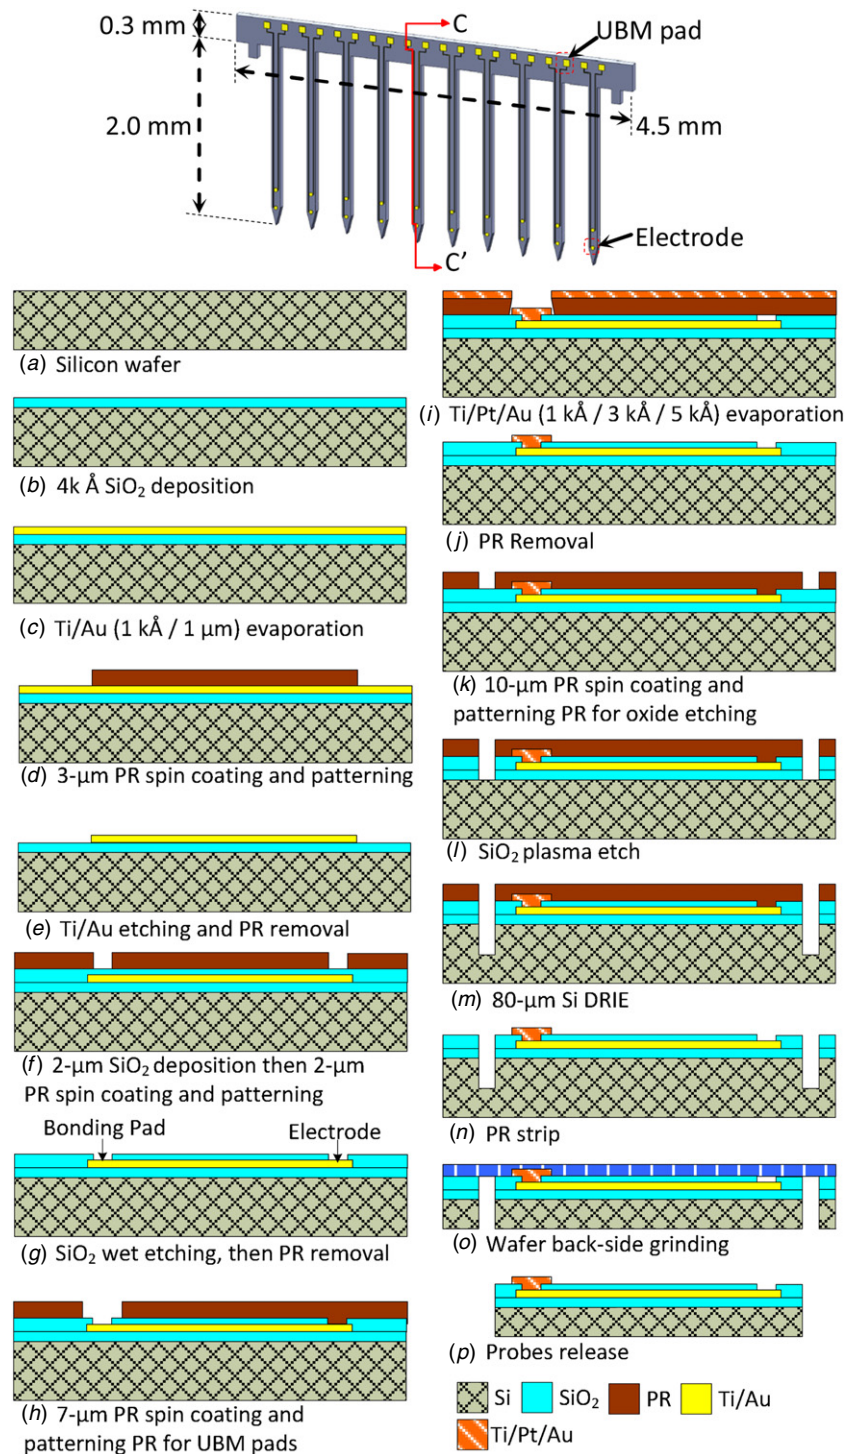 0.3 mm
C
UBM pad
2.0 mm
4.5 mm
Electrode
C’
(a) Silicon wafer
(b) 4k Å SiO₂ deposition
(c) Ti/Au (1 kÅ / 1 µm) evaporation
(d) 3-µm PR spin coating and patterning
(e) Ti/Au etching and PR removal
(f) 2-µm SiO₂ deposition then 2-µm
PR spin coating and patterning
Bonding Pad
Electrode
(g) SiO₂ wet etching, then PR removal
(h) 7-µm PR spin coating and
patterning PR for UBM pads
(i) Ti/Pt/Au (1 kÅ / 3 kÅ / 5 kÅ) evaporation
(j) PR Removal
(k) 10-µm PR spin coating and
patterning PR for oxide etching
(l) SiO₂ plasma etch
(m) 80-µm Si DRIE
(n) PR strip
(o) Wafer back-side grinding
(p) Probes release
Si SiO₂ PR Ti/Au
Ti/Pt/Au